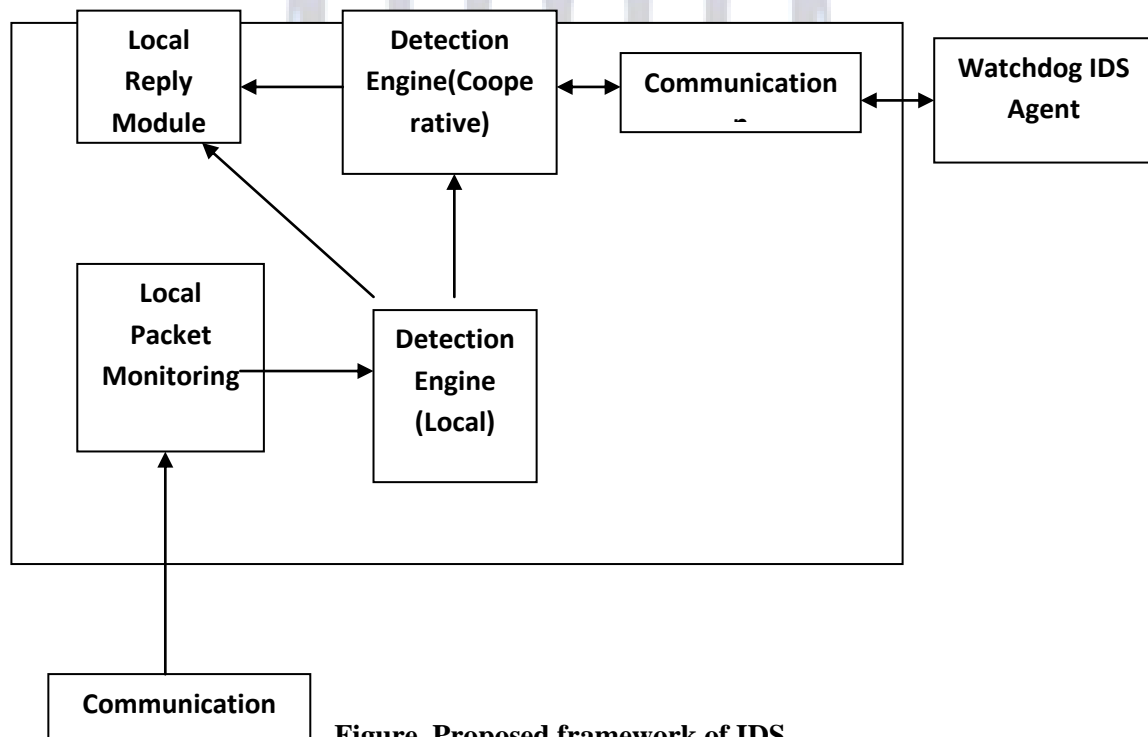 Local
Reply
Module
Detection
Engine(Coope
rative)
Communication
Watchdog IDS
Agent
Local
Packet
Monitoring
Detection
Engine
(Local)
Communication
Figure. Proposed framework of IDS